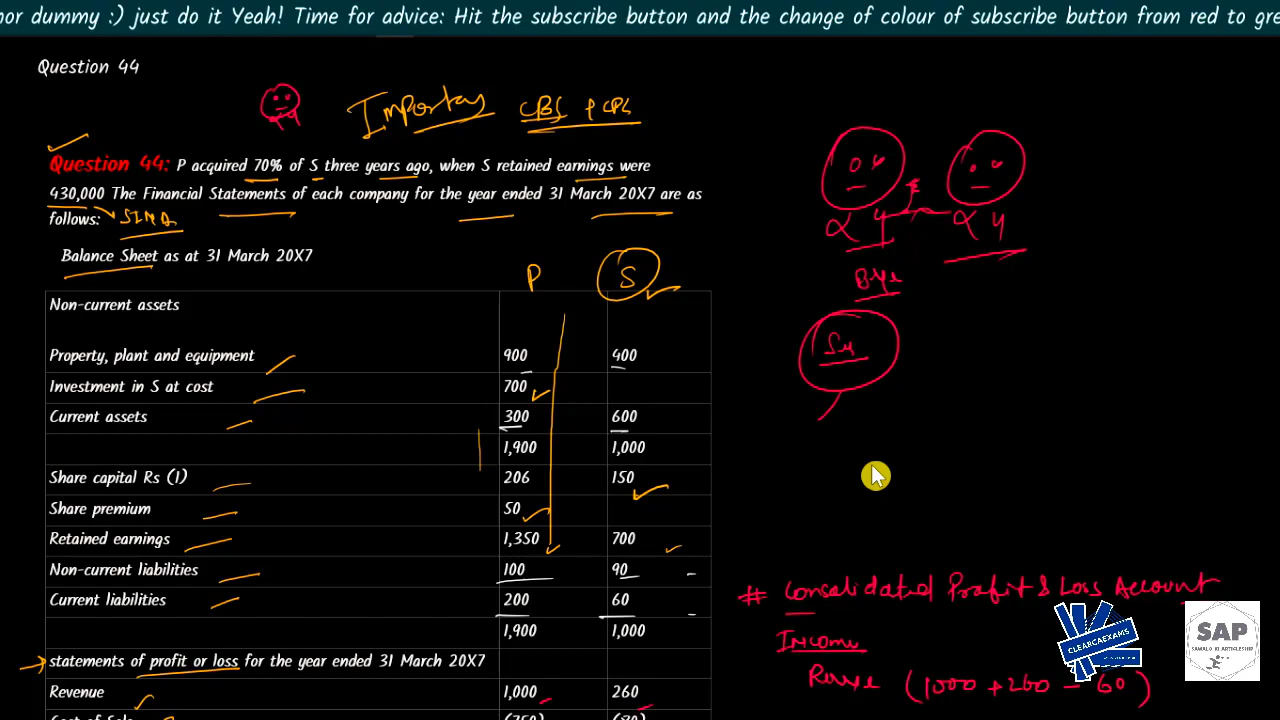 nor dummy :) just do it Yeah! Time for advice: Hit the subscribe button and the change of colour of subscribe button from red to gre
Question 44
CBS + CPL
Question 44: P acquired 70% of S three years ago, when S retained earnings were
430,000 The Financial Statements of each company for the year ended 31 March 20X7 are as
follows:
Balance Sheet as at 31 March 20X7
P S
Non-current assets
Property, plant and equipment 900 400
Investment in S at cost 700
Current assets 300 600
1,900 1,000
Share capital Rs (1) 206 150
Share premium 50
Retained earnings 1,350 700
Non-current liabilities 100 90
Current liabilities 200 60
1,900 1,000
statements of profit or loss for the year ended 31 March 20X7
Revenue 1,000 260
Cost of Sale
Bye
# Consolidated Profit & Loss Account
Income
(1000 + 260 - 60)
CLEARCAEXAMS
SAP
SAWALO KI ARTICLESHIP